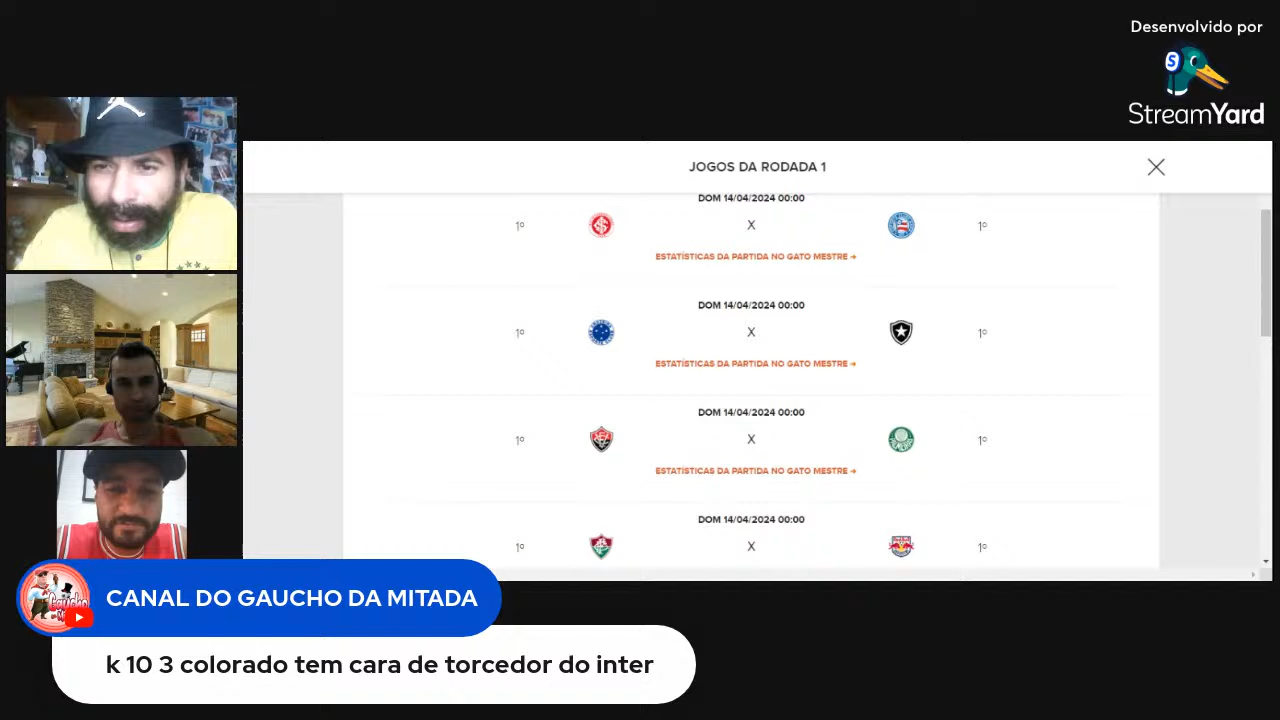 Desenvolvido por
StreamYard
JOGOS DA RODADA 1
DOM 14/04/2024 00:00
1º X 1º
ESTATÍSTICAS DA PARTIDA NO GATO MESTRE →
DOM 14/04/2024 00:00
1º X 1º
ESTATÍSTICAS DA PARTIDA NO GATO MESTRE →
DOM 14/04/2024 00:00
1º X 1º
ESTATÍSTICAS DA PARTIDA NO GATO MESTRE →
DOM 14/04/2024 00:00
1º X 1º
CANAL DO GAUCHO DA MITADA
k 10 3 colorado tem cara de torcedor do inter